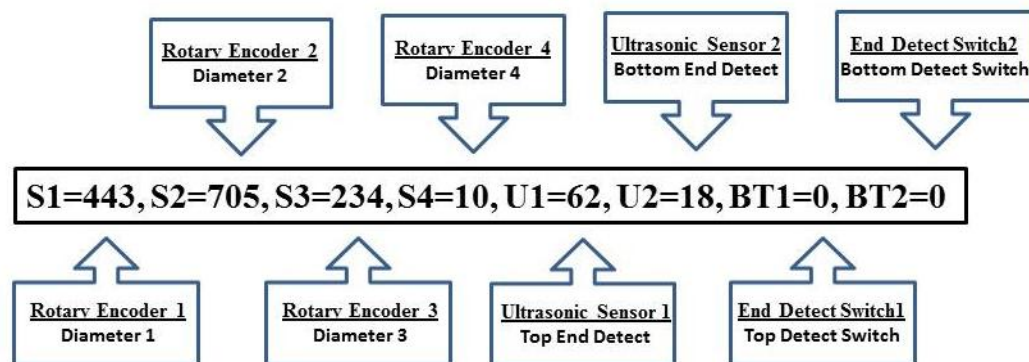 Rotary Encoder 2
Diameter 2
Rotary Encoder 4
Diameter 4
Ultrasonic Sensor 2
Bottom End Detect
End Detect Switch2
Bottom Detect Switch
S1=443, S2=705, S3=234, S4=10, U1=62, U2=18, BT1=0, BT2=0
Rotary Encoder 1
Diameter 1
Rotary Encoder 3
Diameter 3
Ultrasonic Sensor 1
Top End Detect
End Detect Switch1
Top Detect Switch